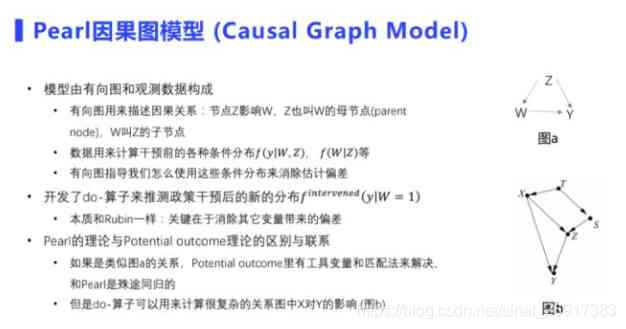 Pearl因果图模型 (Causal Graph Model)
• 模型由有向图和观测数据构成
• 有向图用来描述因果关系：节点Z影响W，Z也叫W的母节点(parent
node)，W叫Z的子节点
• 数据用来计算干预前的各种条件分布f(y|W,Z)， f(W|Z)等
• 有向图指导我们怎么使用这些条件分布来消除估计偏差
• 开发了do-算子来推测政策干预后的新的分布f^intervened(y|W = 1)
• 本质和Rubin一样：关键在于消除其它变量带来的偏差
• Pearl的理论与Potential outcome理论的区别与联系
• 如果是类似图a的关系，Potential outcome里有工具变量和匹配法来解决，
和Pearl是殊途同归的
• 但是do-算子可以用来计算很复杂的关系图中X对Y的影响(图b)
Z
W Y
图a
X T
S
Z
Y
图b